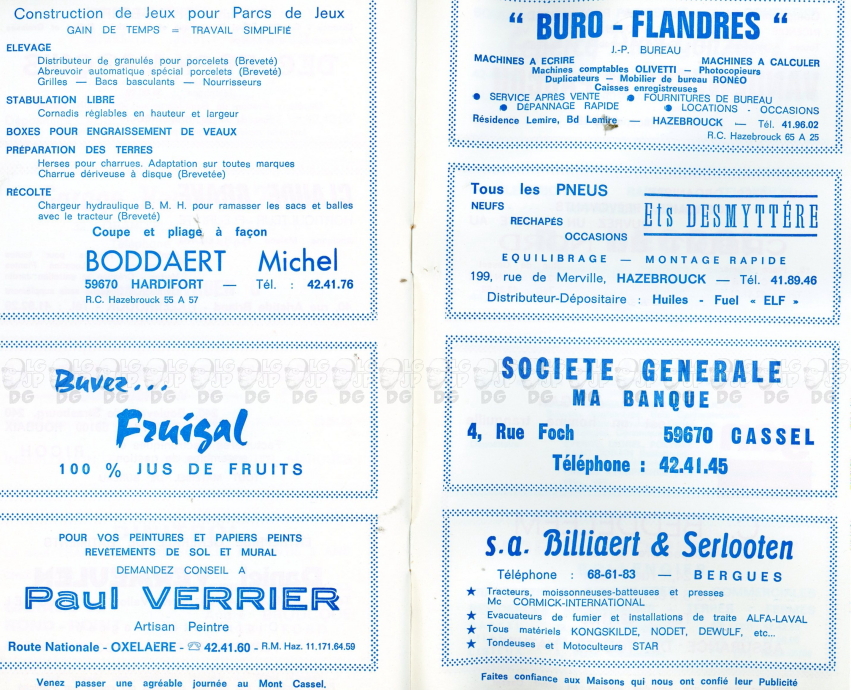 Construction de Jeux pour Parcs de Jeux
GAIN DE TEMPS = TRAVAIL SIMPLIFIÉ
ELEVAGE
Distributeur de granulés pour porcelets (Breveté)
Abreuvoir automatique spécial porcelets (Breveté)
Grilles — Bacs basculants — Nourrisseurs
STABULATION LIBRE
Cornadis réglables en hauteur et largeur
BOXES POUR ENGRAISSEMENT DE VEAUX
PRÉPARATION DES TERRES
Herses pour charrues. Adaptation sur toutes marques
Charrue dériveuse à disque (Brevetée)
RÉCOLTE
Chargeur hydraulique B. M. H. pour ramasser les sacs et balles
avec le tracteur (Breveté)
Coupe et pliage à façon
BODDAERT Michel
59670 HARDIFORT — Tél. : 42.41.76
R.C. Hazebrouck 55 A 57
Buvez...
Fruigal
100 % JUS DE FRUITS
POUR VOS PEINTURES ET PAPIERS PEINTS
REVÊTEMENTS DE SOL ET MURAL
DEMANDEZ CONSEIL A
Paul VERRIER
Artisan Peintre
Route Nationale - OXELAERE - ☏ 42.41.60 - R.M. Haz. 11.171.64.59
Venez passer une agréable journée au Mont Cassel.
“ BURO - FLANDRES “
J.-P. BUREAU
MACHINES A ECRIRE MACHINES A CALCULER
Machines comptables OLIVETTI — Photocopieurs
Duplicateurs — Mobilier de bureau RONÉO
Caisses enregistreuses
● SERVICE APRÈS VENTE ● FOURNITURES DE BUREAU
● DÉPANNAGE RAPIDE ● LOCATIONS - OCCASIONS
Résidence Lemire, Bd Lemire — HAZEBROUCK — Tél. 41.96.02
R.C. Hazebrouck 65 A 25
Tous les PNEUS
NEUFS
RECHAPÉS
OCCASIONS
Ets DESMYTTÉRE
EQUILIBRAGE — MONTAGE RAPIDE
199, rue de Merville, HAZEBROUCK — Tél. 41.89.46
Distributeur-Dépositaire : Huiles - Fuel « ELF »
SOCIETE GENERALE
MA BANQUE
4, Rue Foch 59670 CASSEL
Téléphone : 42.41.45
s.a. Billiaert & Serlooten
Téléphone : 68-61-83 — BERGUES
★ Tracteurs, moissonneuses-batteuses et presses
Mc CORMICK-INTERNATIONAL
★ Evacuateurs de fumier et installations de traite ALFA-LAVAL
★ Tous matériels KONGSKILDE, NODET, DEWULF, etc...
★ Tondeuses et Motoculteurs STAR
Faites confiance aux Maisons qui nous ont confié leur Publicité